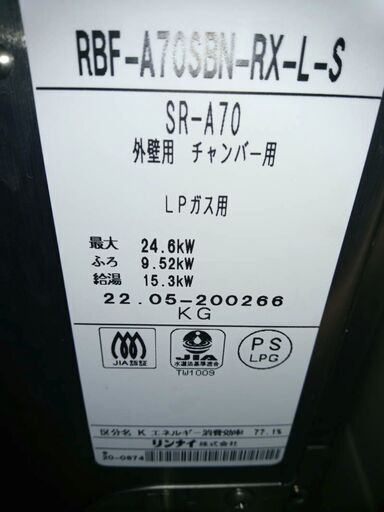 RBF-A70SBN-RX-L-S
SR-A70
外壁用 チャンバー用
LPガス用
最大 24.6kW
ふろ 9.52kW
給湯 15.3kW
22.05-200266
KG
JIA認証
JIA
水道法基準適合
TW1009
PS
LPG
区分名 K エネルギー消費効率 77.1%
リンナイ株式会社
20-0874